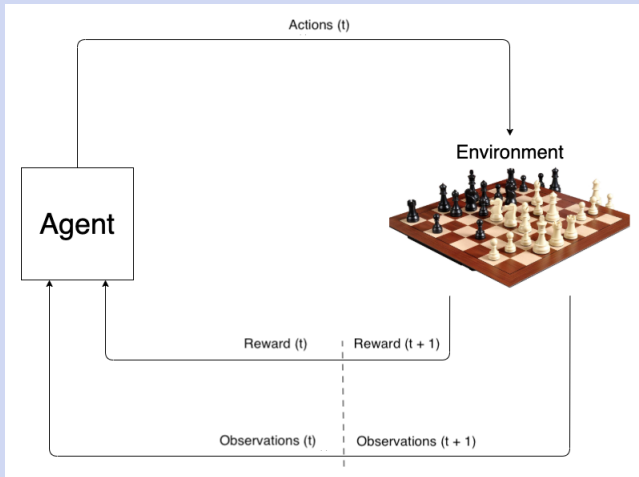 Actions (t)
Environment
Agent
Reward (t)
Reward (t + 1)
Observations (t)
Observations (t + 1)